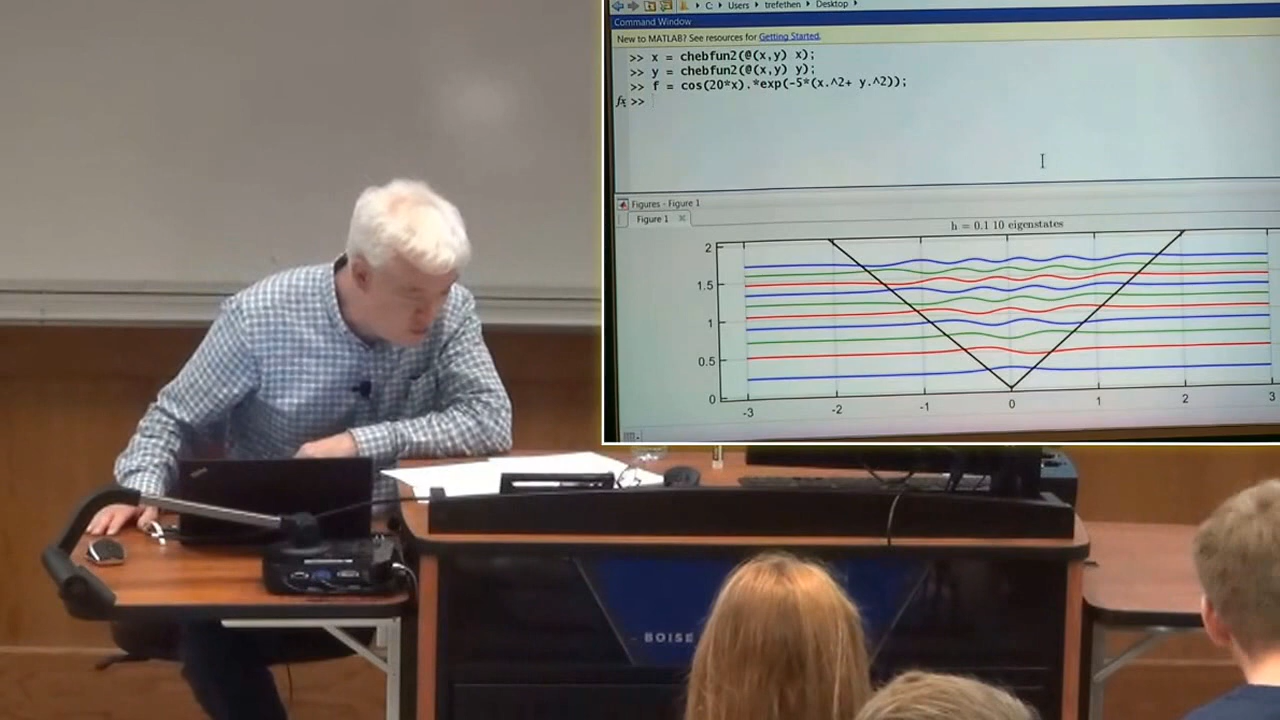 C: Users trefethen Desktop
Command Window
New to MATLAB? See resources for Getting Started.
>> x = chebfun2(@(x,y) x);
>> y = chebfun2(@(x,y) y);
>> f = cos(20*x).*exp(-5*(x.^2+ y.^2));
fx >>
Figures - Figure 1
Figure 1
h = 0.1 10 eigenstates
2
1.5
1
0.5
0
-3 -2 -1 0 1 2 3
BOISE